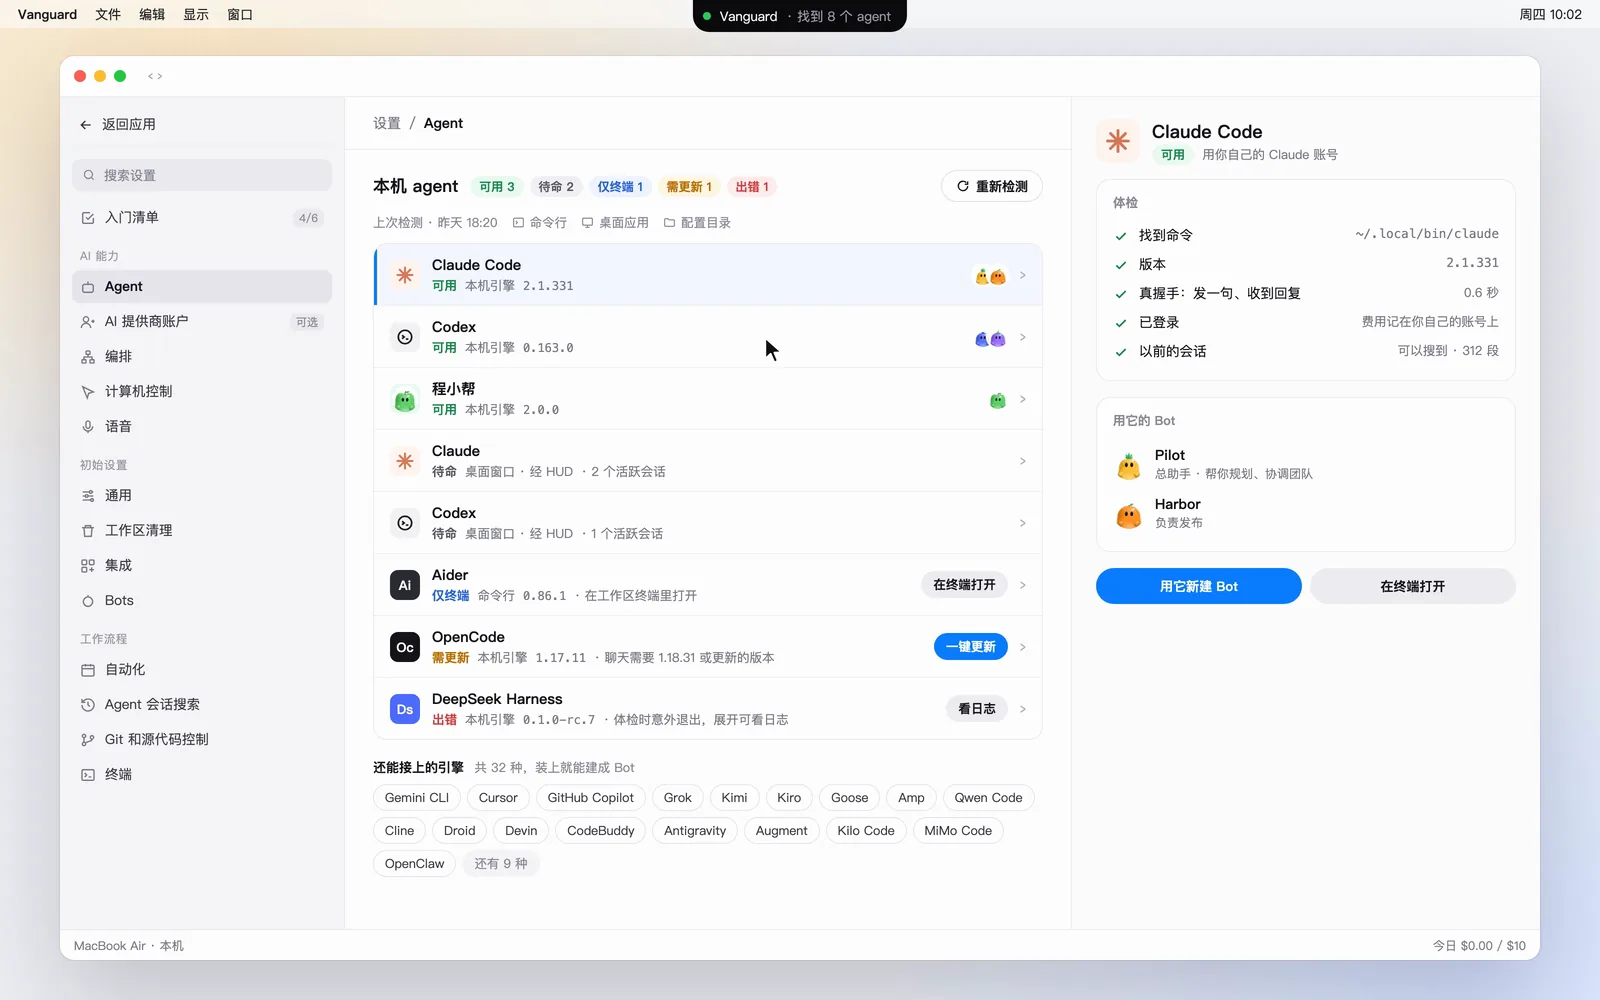 Vanguard 文件 编辑 显示 窗口
Vanguard · 找到 8 个 agent
周四 10:02
返回应用
搜索设置
入门清单 4/6
AI 能力
Agent
AI 提供商账户 可选
编排
计算机控制
语音
初始设置
通用
工作区清理
集成
Bots
工作流程
自动化
Agent 会话搜索
Git 和源代码控制
终端
设置 / Agent
本机 agent 可用 3 待命 2 仅终端 1 需更新 1 出错 1 重新检测
上次检测 · 昨天 18:20 命令行 桌面应用 配置目录
Claude Code
可用 本机引擎 2.1.331
Codex
可用 本机引擎 0.163.0
程小帮
可用 本机引擎 2.0.0
Claude
待命 桌面窗口 · 经 HUD · 2 个活跃会话
Codex
待命 桌面窗口 · 经 HUD · 1 个活跃会话
Ai Aider
仅终端 命令行 0.86.1 · 在工作区终端里打开 在终端打开
Oc OpenCode
需更新 本机引擎 1.17.11 · 聊天需要 1.18.31 或更新的版本 一键更新
Ds DeepSeek Harness
出错 本机引擎 0.1.0-rc.7 · 体检时意外退出，展开可看日志 看日志
还能接上的引擎 共 32 种，装上就能建成 Bot
Gemini CLI Cursor GitHub Copilot Grok Kimi Kiro Goose Amp Qwen Code
Cline Droid Devin CodeBuddy Antigravity Augment Kilo Code MiMo Code
OpenClaw 还有 9 种
Claude Code
可用 用你自己的 Claude 账号
体检
找到命令 ~/.local/bin/claude
版本 2.1.331
真握手：发一句、收到回复 0.6 秒
已登录 费用记在你自己的账号上
以前的会话 可以搜到 · 312 段
用它的 Bot
Pilot
总助手 · 帮你规划、协调团队
Harbor
负责发布
用它新建 Bot 在终端打开
MacBook Air · 本机
今日 $0.00 / $10